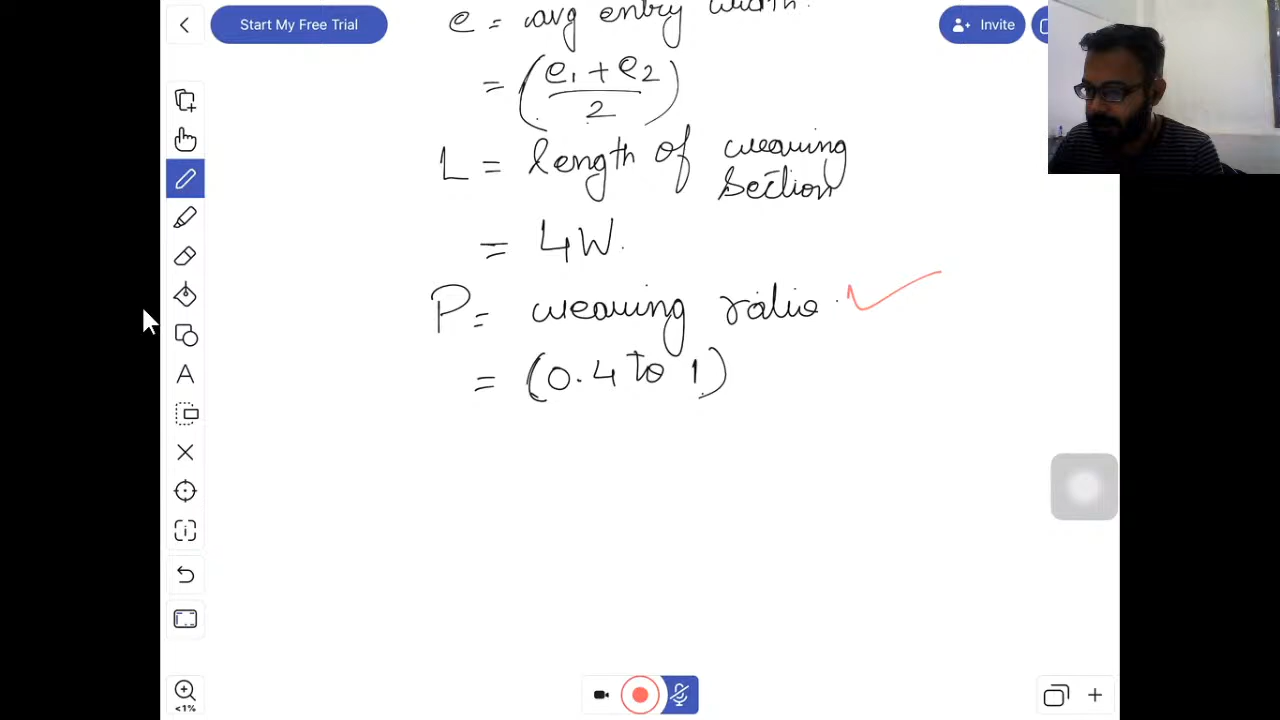 Start My Free Trial
Invite
e = avg entry width.
= (e1 + e2 / 2)
L = length of weaving
section
= 4W.
P = weaving ratio.
= (0.4 to 1)
A
<1%